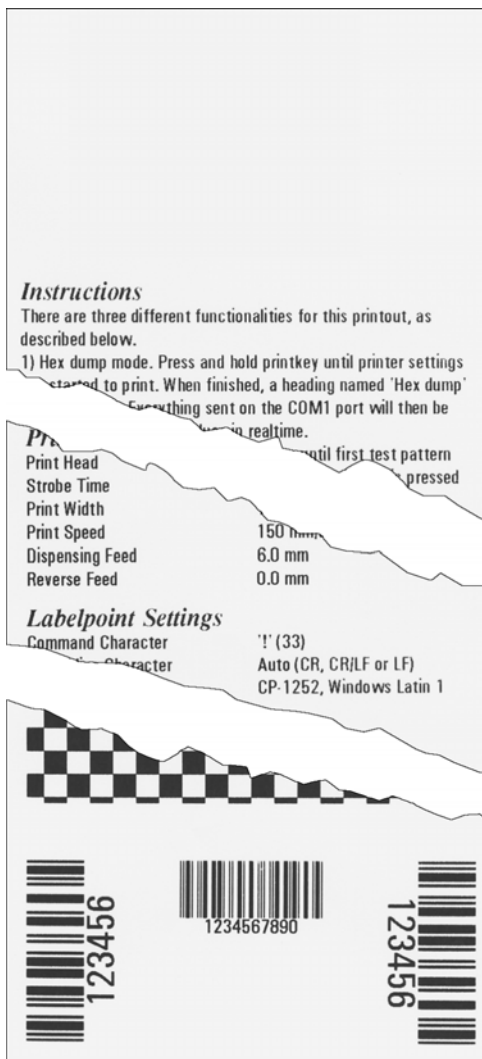 Instructions
There are three different functionalities for this printout, as
described below.
1) Hex dump mode. Press and hold printkey until printer settings
started to print. When finished, a heading named 'Hex dump'
Everything sent on the COM1 port will then be
in realtime.
until first test pattern
Print Head
pressed
Strobe Time
Print Width
Print Speed 150
Dispensing Feed 6.0 mm
Reverse Feed 0.0 mm
Labelpoint Settings
Command Character '!' (33)
Character Auto (CR, CR/LF or LF)
CP-1252, Windows Latin 1
123456
1234567890
123456